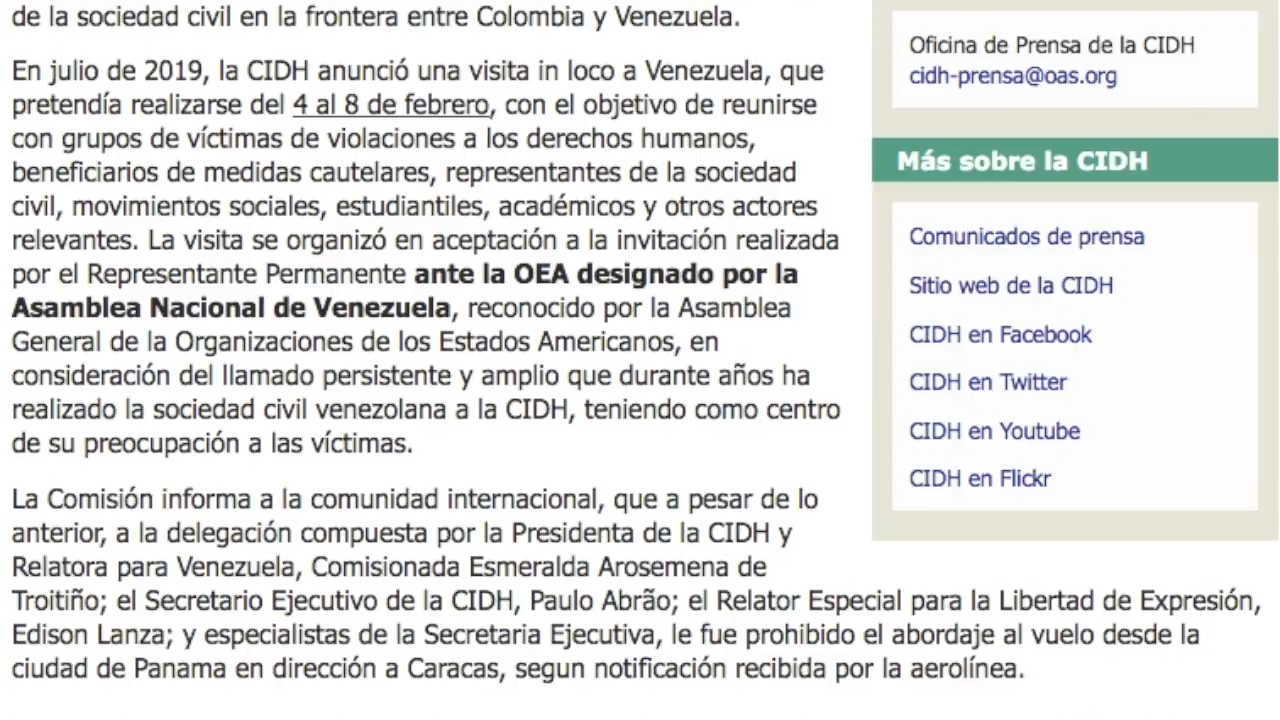 de la sociedad civil en la frontera entre Colombia y Venezuela.
En julio de 2019, la CIDH anunció una visita in loco a Venezuela, que
pretendía realizarse del 4 al 8 de febrero, con el objetivo de reunirse
con grupos de víctimas de violaciones a los derechos humanos,
beneficiarios de medidas cautelares, representantes de la sociedad
civil, movimientos sociales, estudiantiles, académicos y otros actores
relevantes. La visita se organizó en aceptación a la invitación realizada
por el Representante Permanente ante la OEA designado por la
Asamblea Nacional de Venezuela, reconocido por la Asamblea
General de la Organizaciones de los Estados Americanos, en
consideración del llamado persistente y amplio que durante años ha
realizado la sociedad civil venezolana a la CIDH, teniendo como centro
de su preocupación a las víctimas.
La Comisión informa a la comunidad internacional, que a pesar de lo
anterior, a la delegación compuesta por la Presidenta de la CIDH y
Relatora para Venezuela, Comisionada Esmeralda Arosemena de
Troitiño; el Secretario Ejecutivo de la CIDH, Paulo Abrão; el Relator Especial para la Libertad de Expresión,
Edison Lanza; y especialistas de la Secretaria Ejecutiva, le fue prohibido el abordaje al vuelo desde la
ciudad de Panama en dirección a Caracas, segun notificación recibida por la aerolínea.
Oficina de Prensa de la CIDH
cidh-prensa@oas.org
Más sobre la CIDH
Comunicados de prensa
Sitio web de la CIDH
CIDH en Facebook
CIDH en Twitter
CIDH en Youtube
CIDH en Flickr